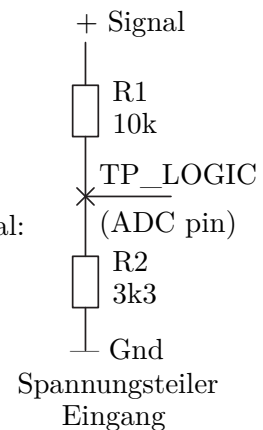 + Signal
R1
10k
TP_LOGIC
al:
(ADC pin)
R2
3k3
Gnd
Spannungsteiler
Eingang